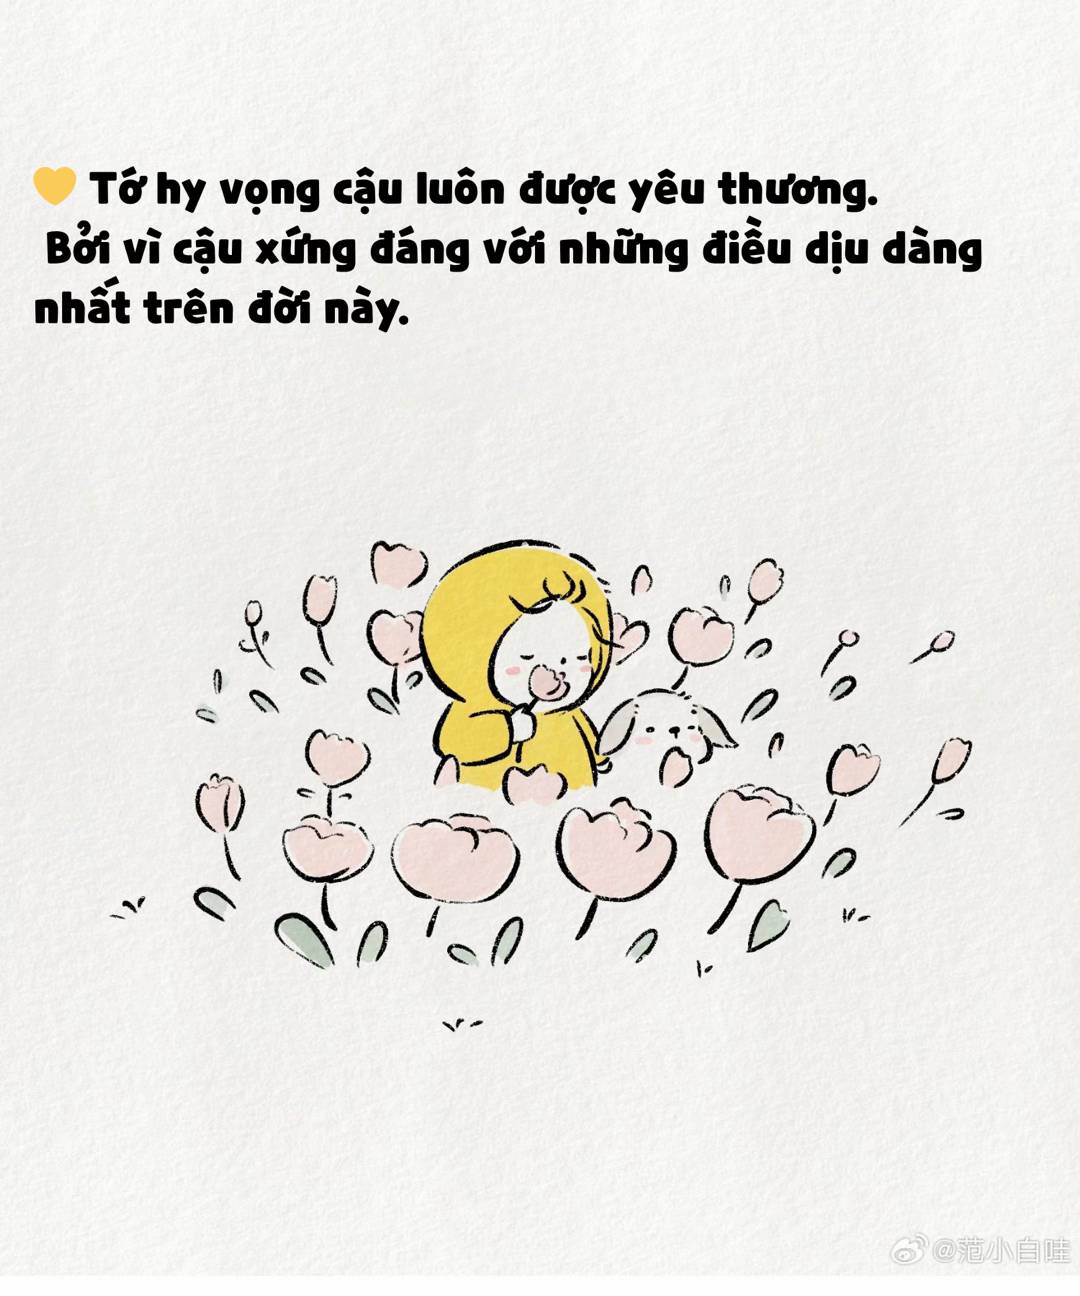 💛 Tớ hy vọng cậu luôn được yêu thương.
Bởi vì cậu xứng đáng với những điều dịu dàng
nhất trên đời này.
@范小白哇